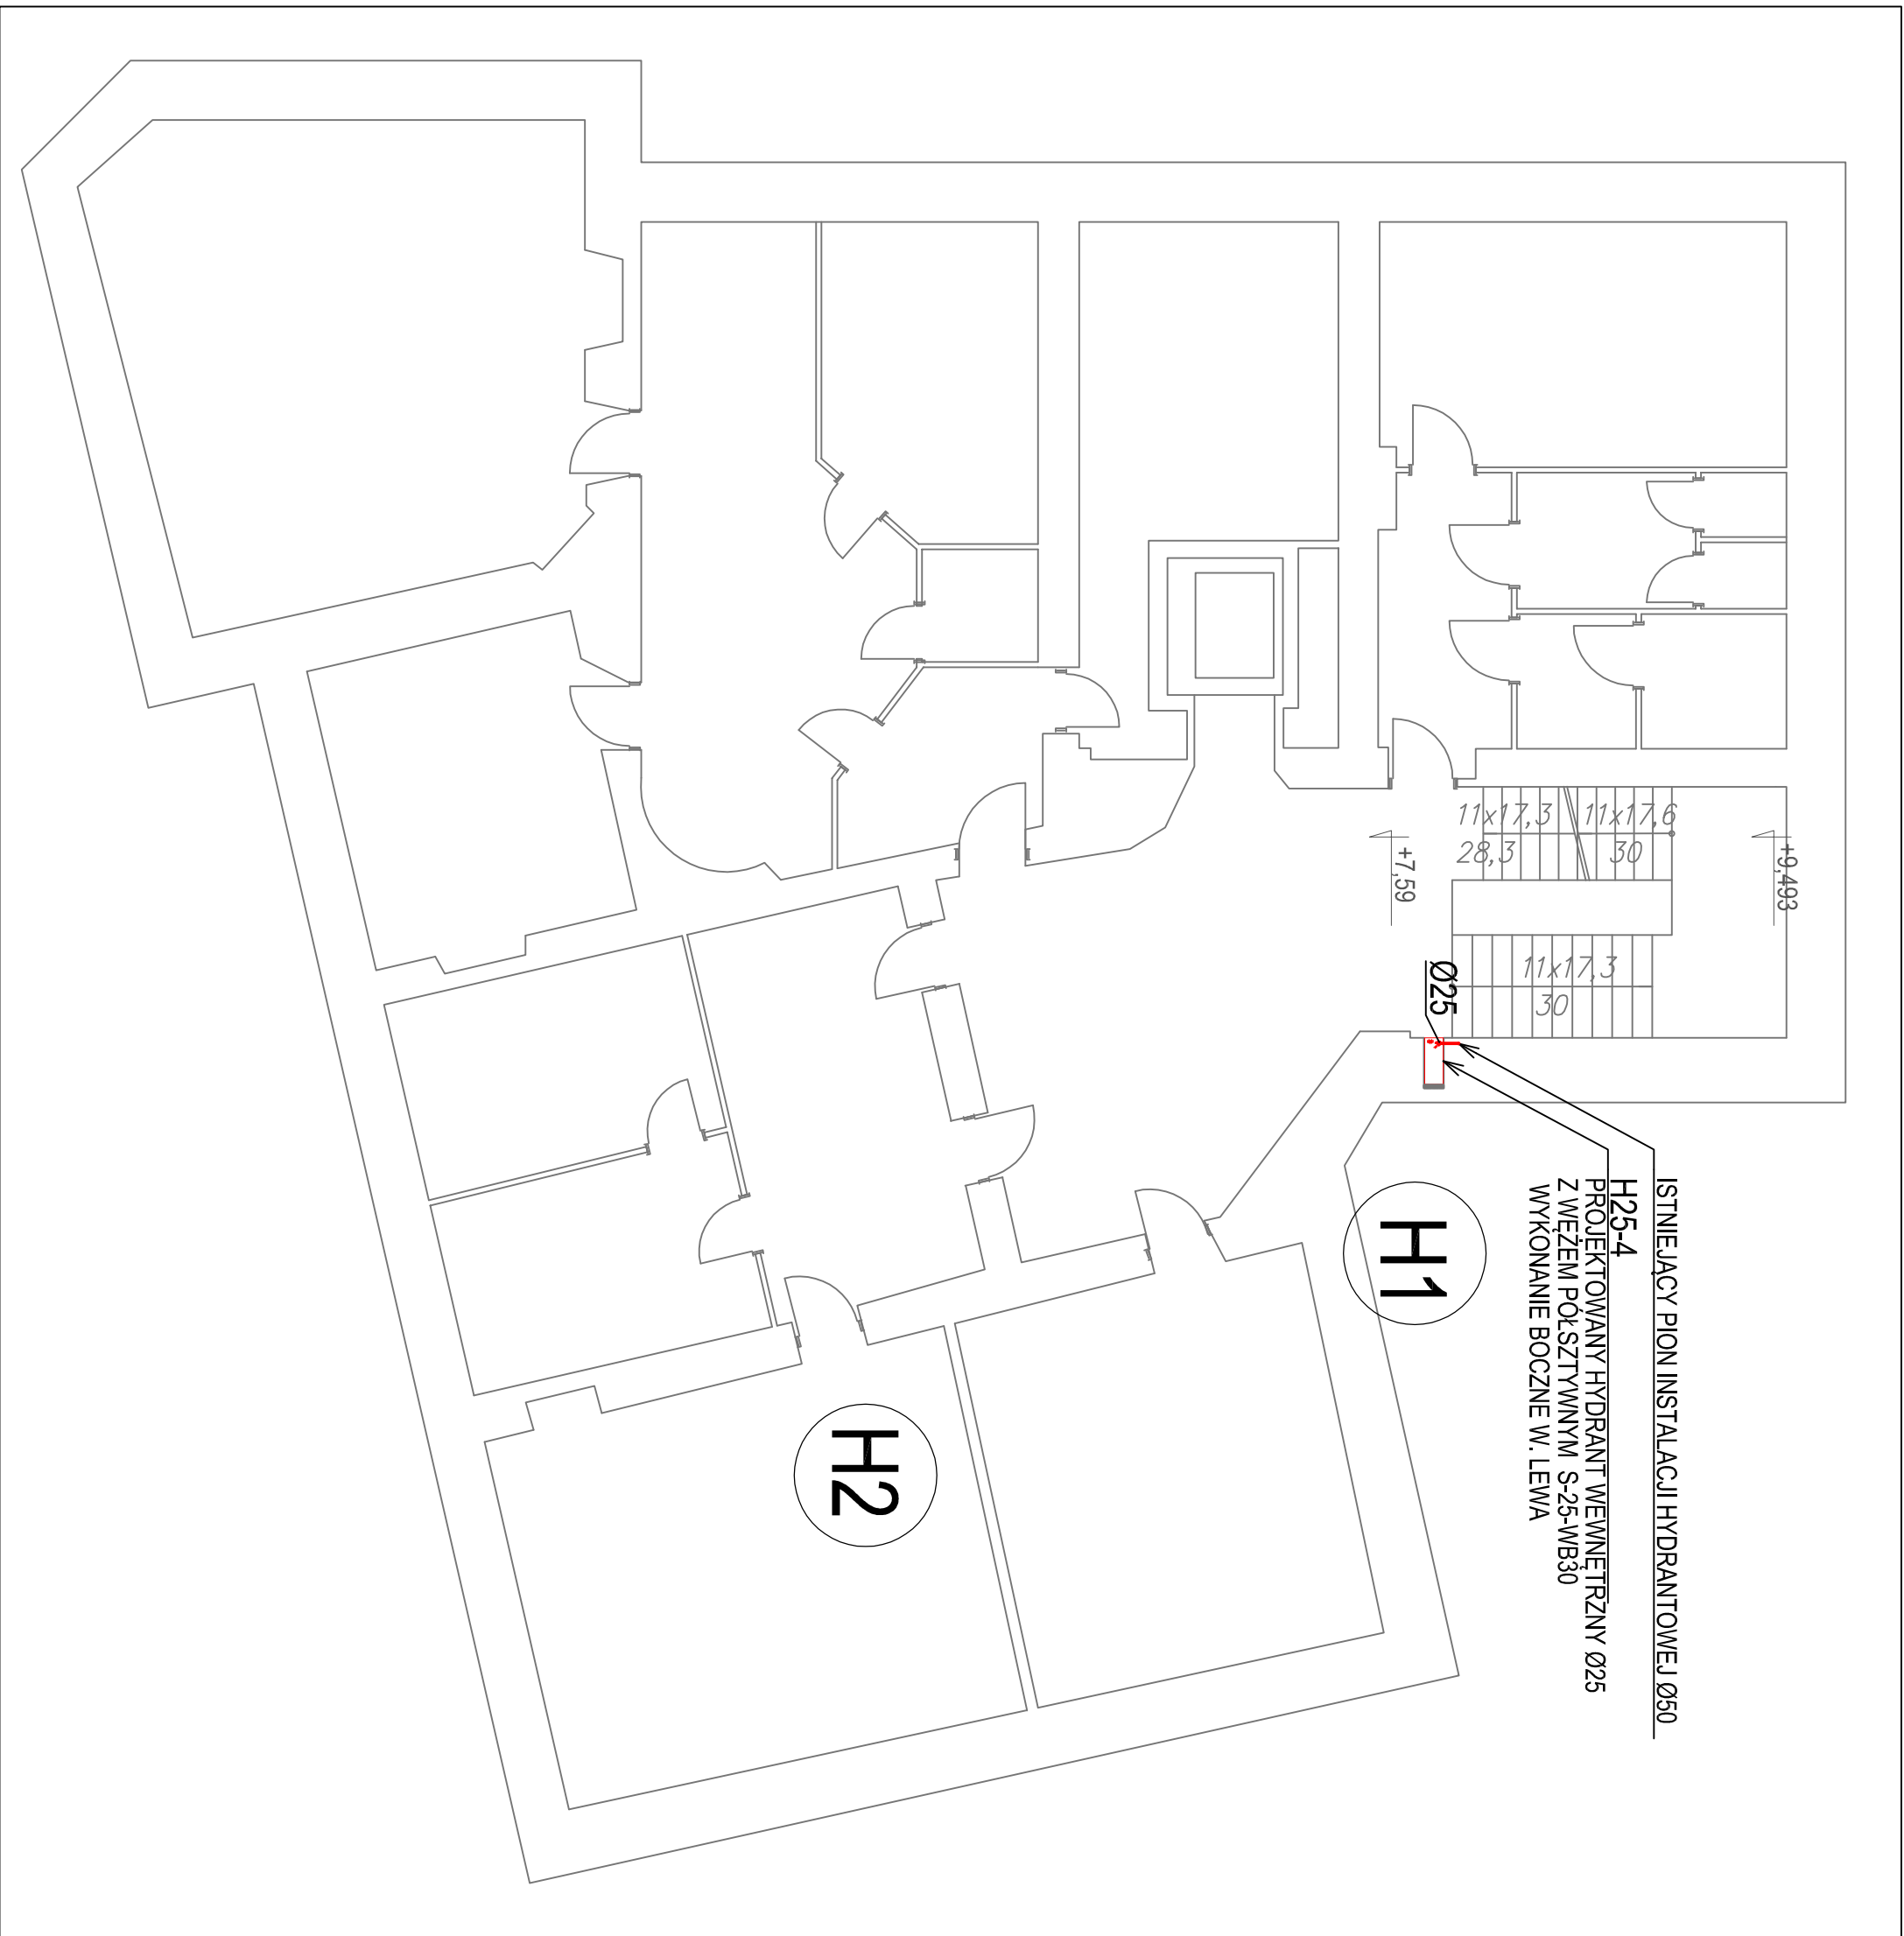 ISTNIEJĄCY PION INSTALACJI HYDRANTOWEJ Ø50
H25-4
PROJEKTOWANY HYDRANT WEWNĘTRZNY Ø25
Z WĘŻEM PÓŁSZTYWNYM S-25-WB30
WYKONANIE BOCZNE W. LEWA
Ø25
+9,493
+7,59
11x17,3
28,3
11x17,6
30
11x17,3
30
H1
H2